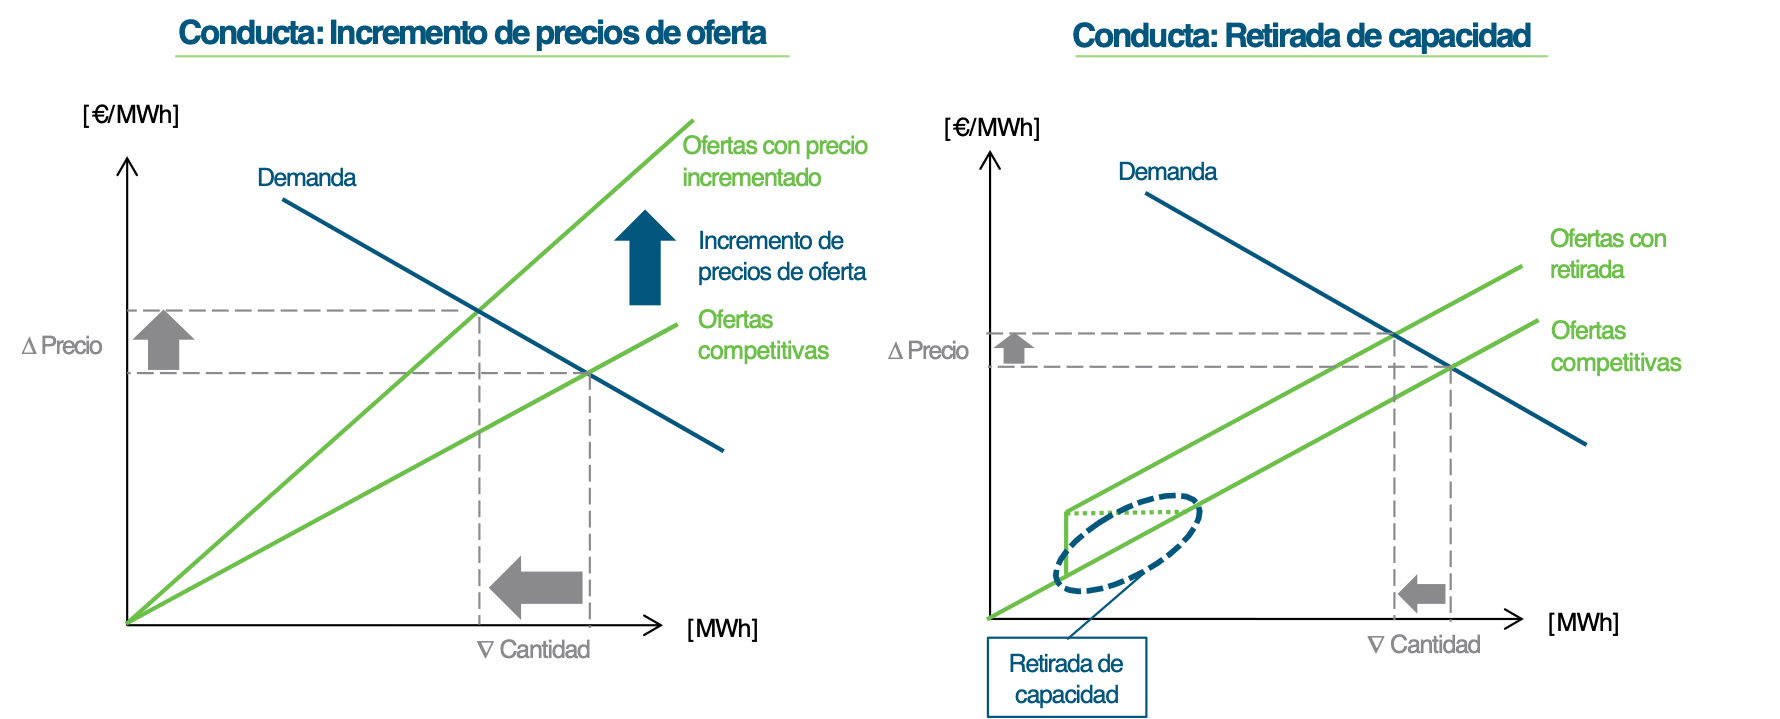 Conducta: Incremento de precios de oferta
[€/MWh]
Demanda
Ofertas con precio
incrementado
Incremento de
precios de oferta
Ofertas
competitivas
Δ Precio
[MWh]
∇ Cantidad
Conducta: Retirada de capacidad
[€/MWh]
Demanda
Ofertas con
retirada
Ofertas
competitivas
Δ Precio
[MWh]
∇ Cantidad
Retirada de
capacidad